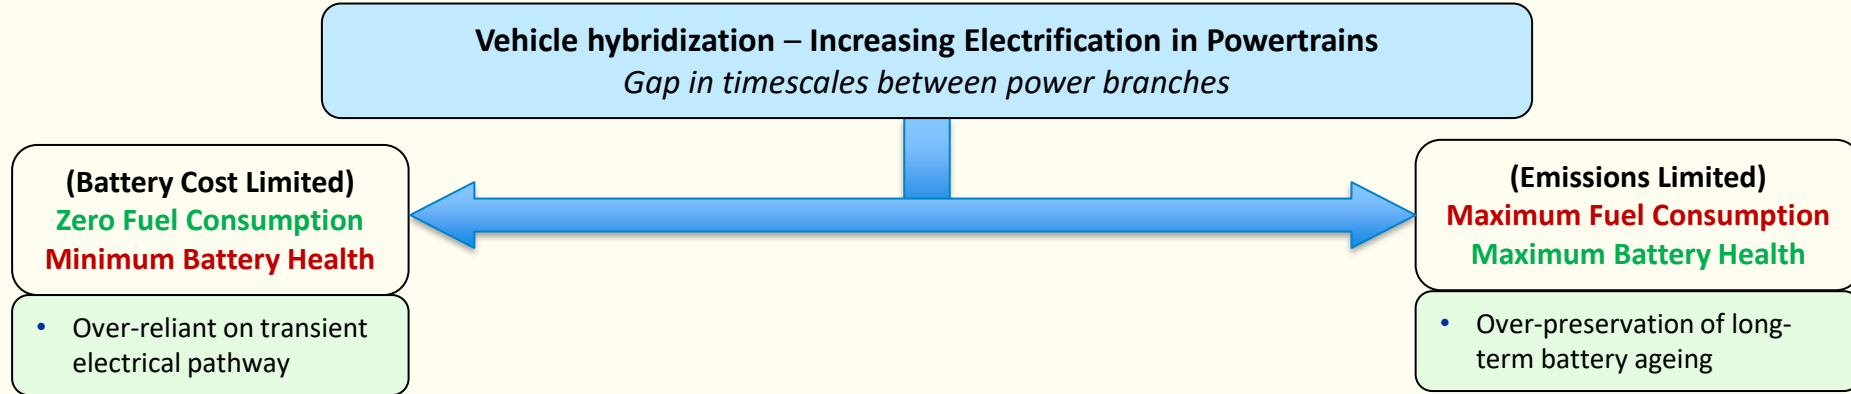 Vehicle hybridization – Increasing Electrification in Powertrains
Gap in timescales between power branches
(Battery Cost Limited)
Zero Fuel Consumption
Minimum Battery Health
• Over-reliant on transient
electrical pathway
(Emissions Limited)
Maximum Fuel Consumption
Maximum Battery Health
• Over-preservation of long-
term battery ageing